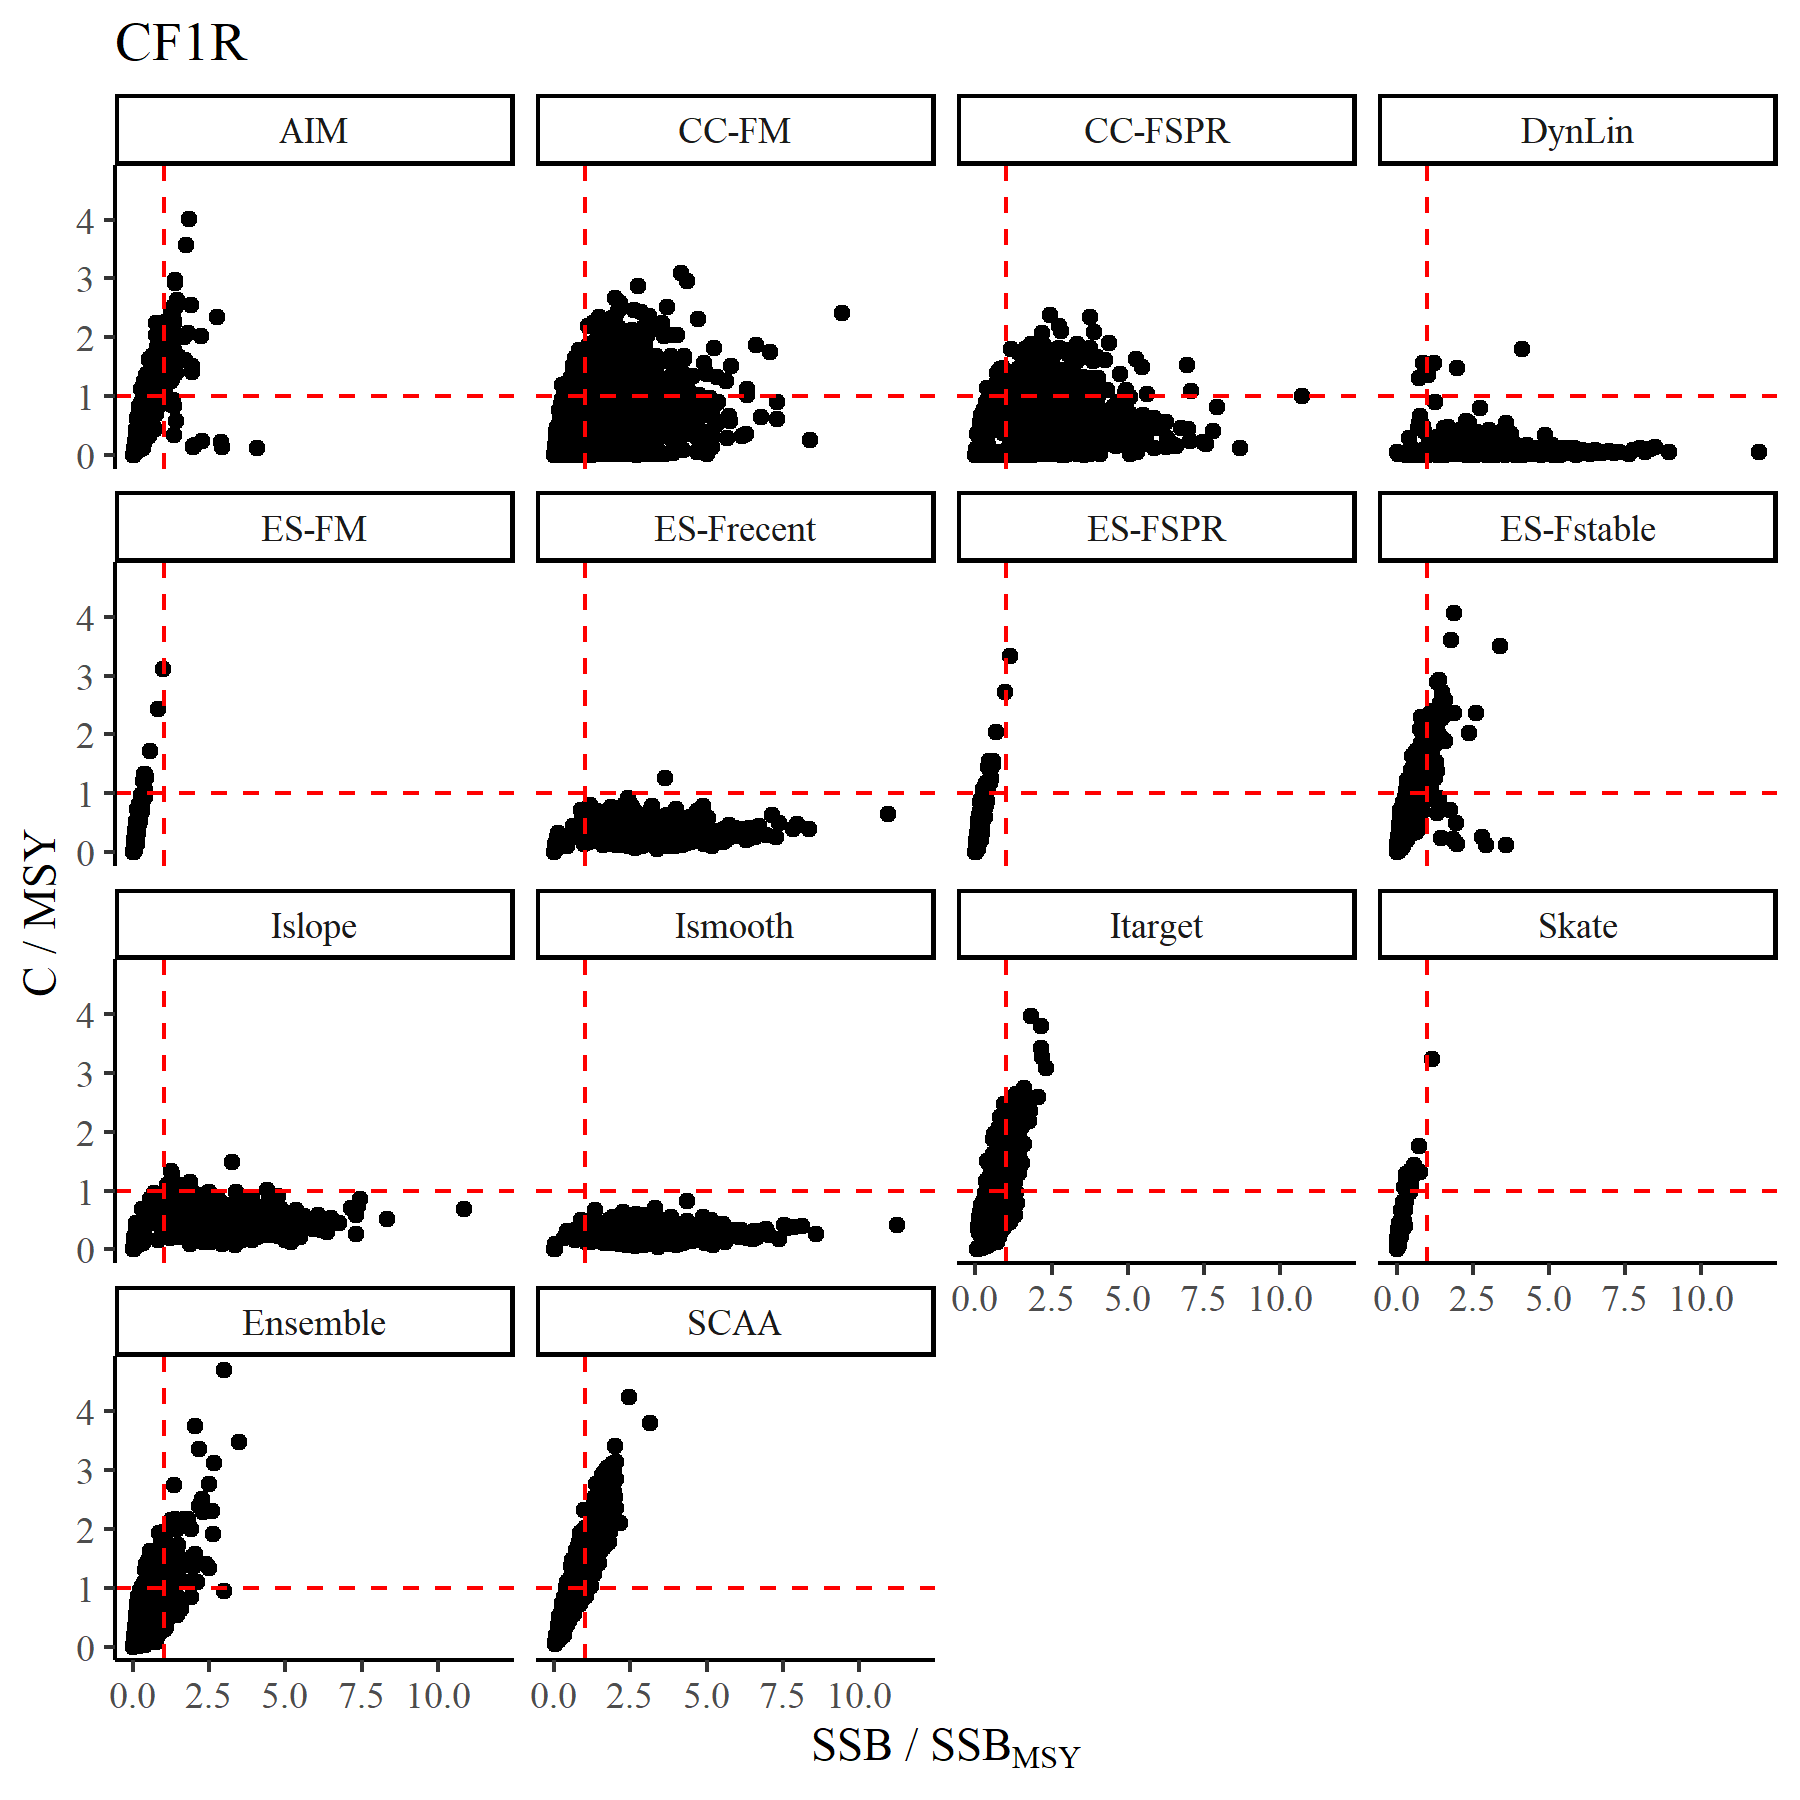 CF1R
AIM CC-FM CC-FSPR DynLin
4
3
2
1
0
ES-FM ES-Frecent ES-FSPR ES-Fstable
4
3
2
1
0
C / MSY
Islope Ismooth Itarget Skate
4
3
2
1
0
0.0 2.5 5.0 7.5 10.0 0.0 2.5 5.0 7.5 10.0
Ensemble SCAA
4
3
2
1
0
0.0 2.5 5.0 7.5 10.0 0.0 2.5 5.0 7.5 10.0
SSB / SSB_MSY